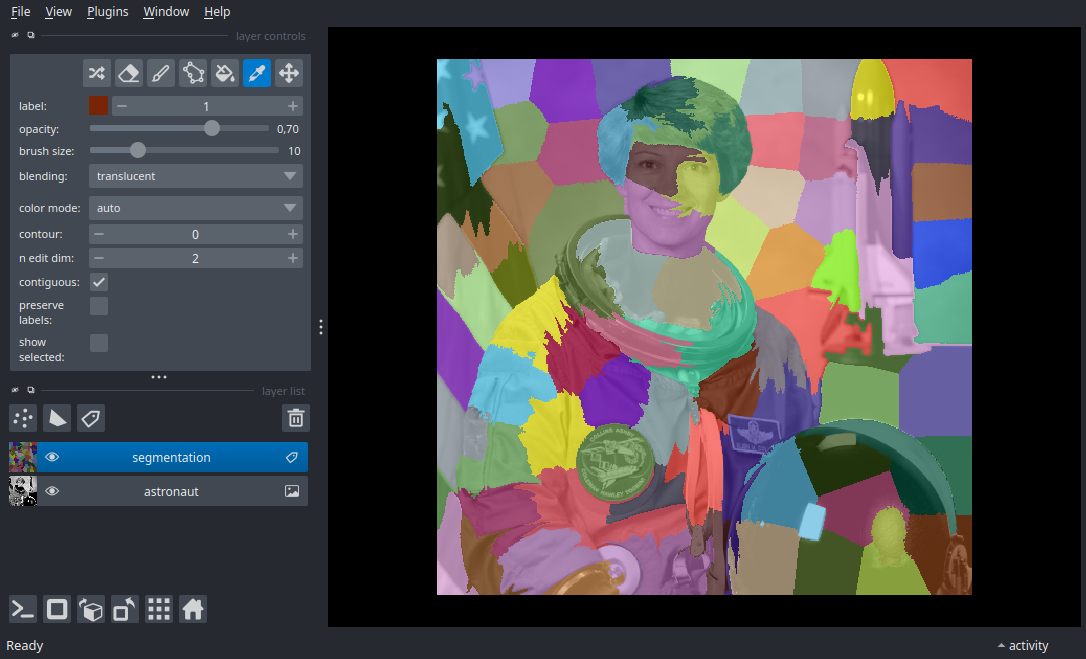 File View Plugins Window Help
layer controls
label: 1
opacity: 0,70
brush size: 10
blending: translucent
color mode: auto
contour: 0
n edit dim: 2
contiguous:
preserve
labels:
show
selected:
layer list
segmentation
astronaut
Ready
activity